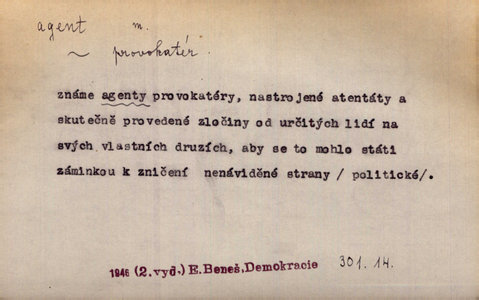 agent m.
~ provokatér
známe agenty provokatéry, nastrojené atentáty a
skutečně provedené zločiny od určitých lidí na
svých vlastních druzích, aby se to mohlo státi
záminkou k zničení nenáviděné strany / politické/.
1946 (2. vyd.) E. Beneš, Demokracie 301. 14.